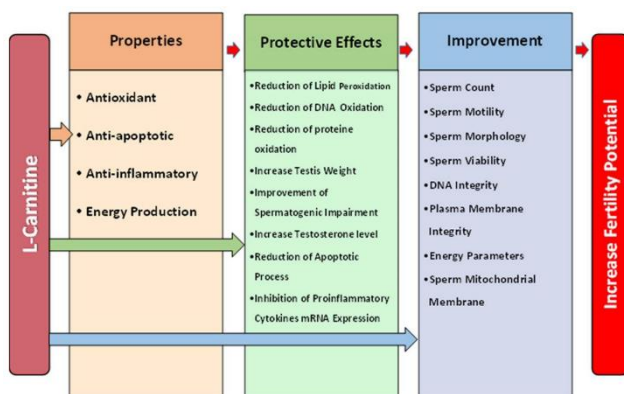 L-Carnitine
Properties
• Antioxidant
• Anti-apoptotic
• Anti-inflammatory
• Energy Production
Protective Effects
•Reduction of Lipid Peroxidation
•Reduction of DNA Oxidation
•Reduction of proteine
oxidation
•Increase Testis Weight
•Improvement of
Spermatogenic Impairment
•Increase Testosterone level
•Reduction of Apoptotic
Process
•Inhibition of Proinflammatory
Cytokines mRNA Expression
Improvement
•Sperm Count
•Sperm Motility
•Sperm Morphology
•Sperm Viability
•DNA Integrity
•Plasma Membrane
Integrity
•Energy Parameters
•Sperm Mitochondrial
Membrane
Increase Fertility Potential